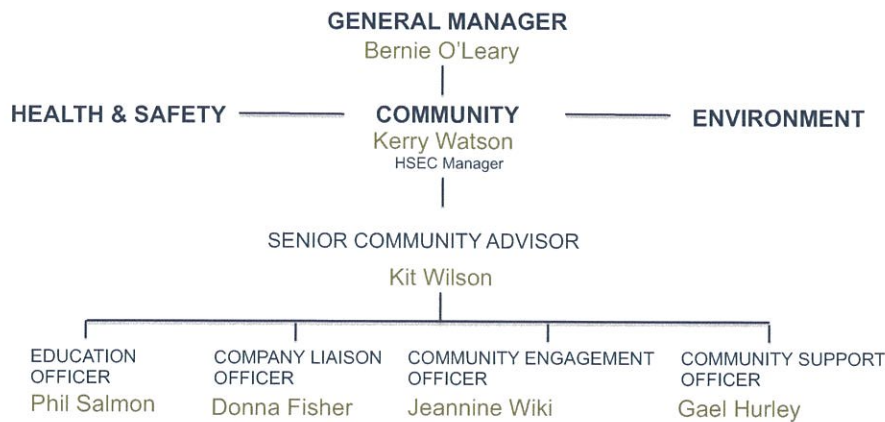 GENERAL MANAGER
Bernie O'Leary
HEALTH & SAFETY
COMMUNITY
ENVIRONMENT
Kerry Watson
HSEC Manager
SENIOR COMMUNITY ADVISOR
Kit Wilson
EDUCATION
OFFICER
Phil Salmon
COMPANY LIAISON
OFFICER
Donna Fisher
COMMUNITY ENGAGEMENT
OFFICER
Jeannine Wiki
COMMUNITY SUPPORT
OFFICER
Gael Hurley